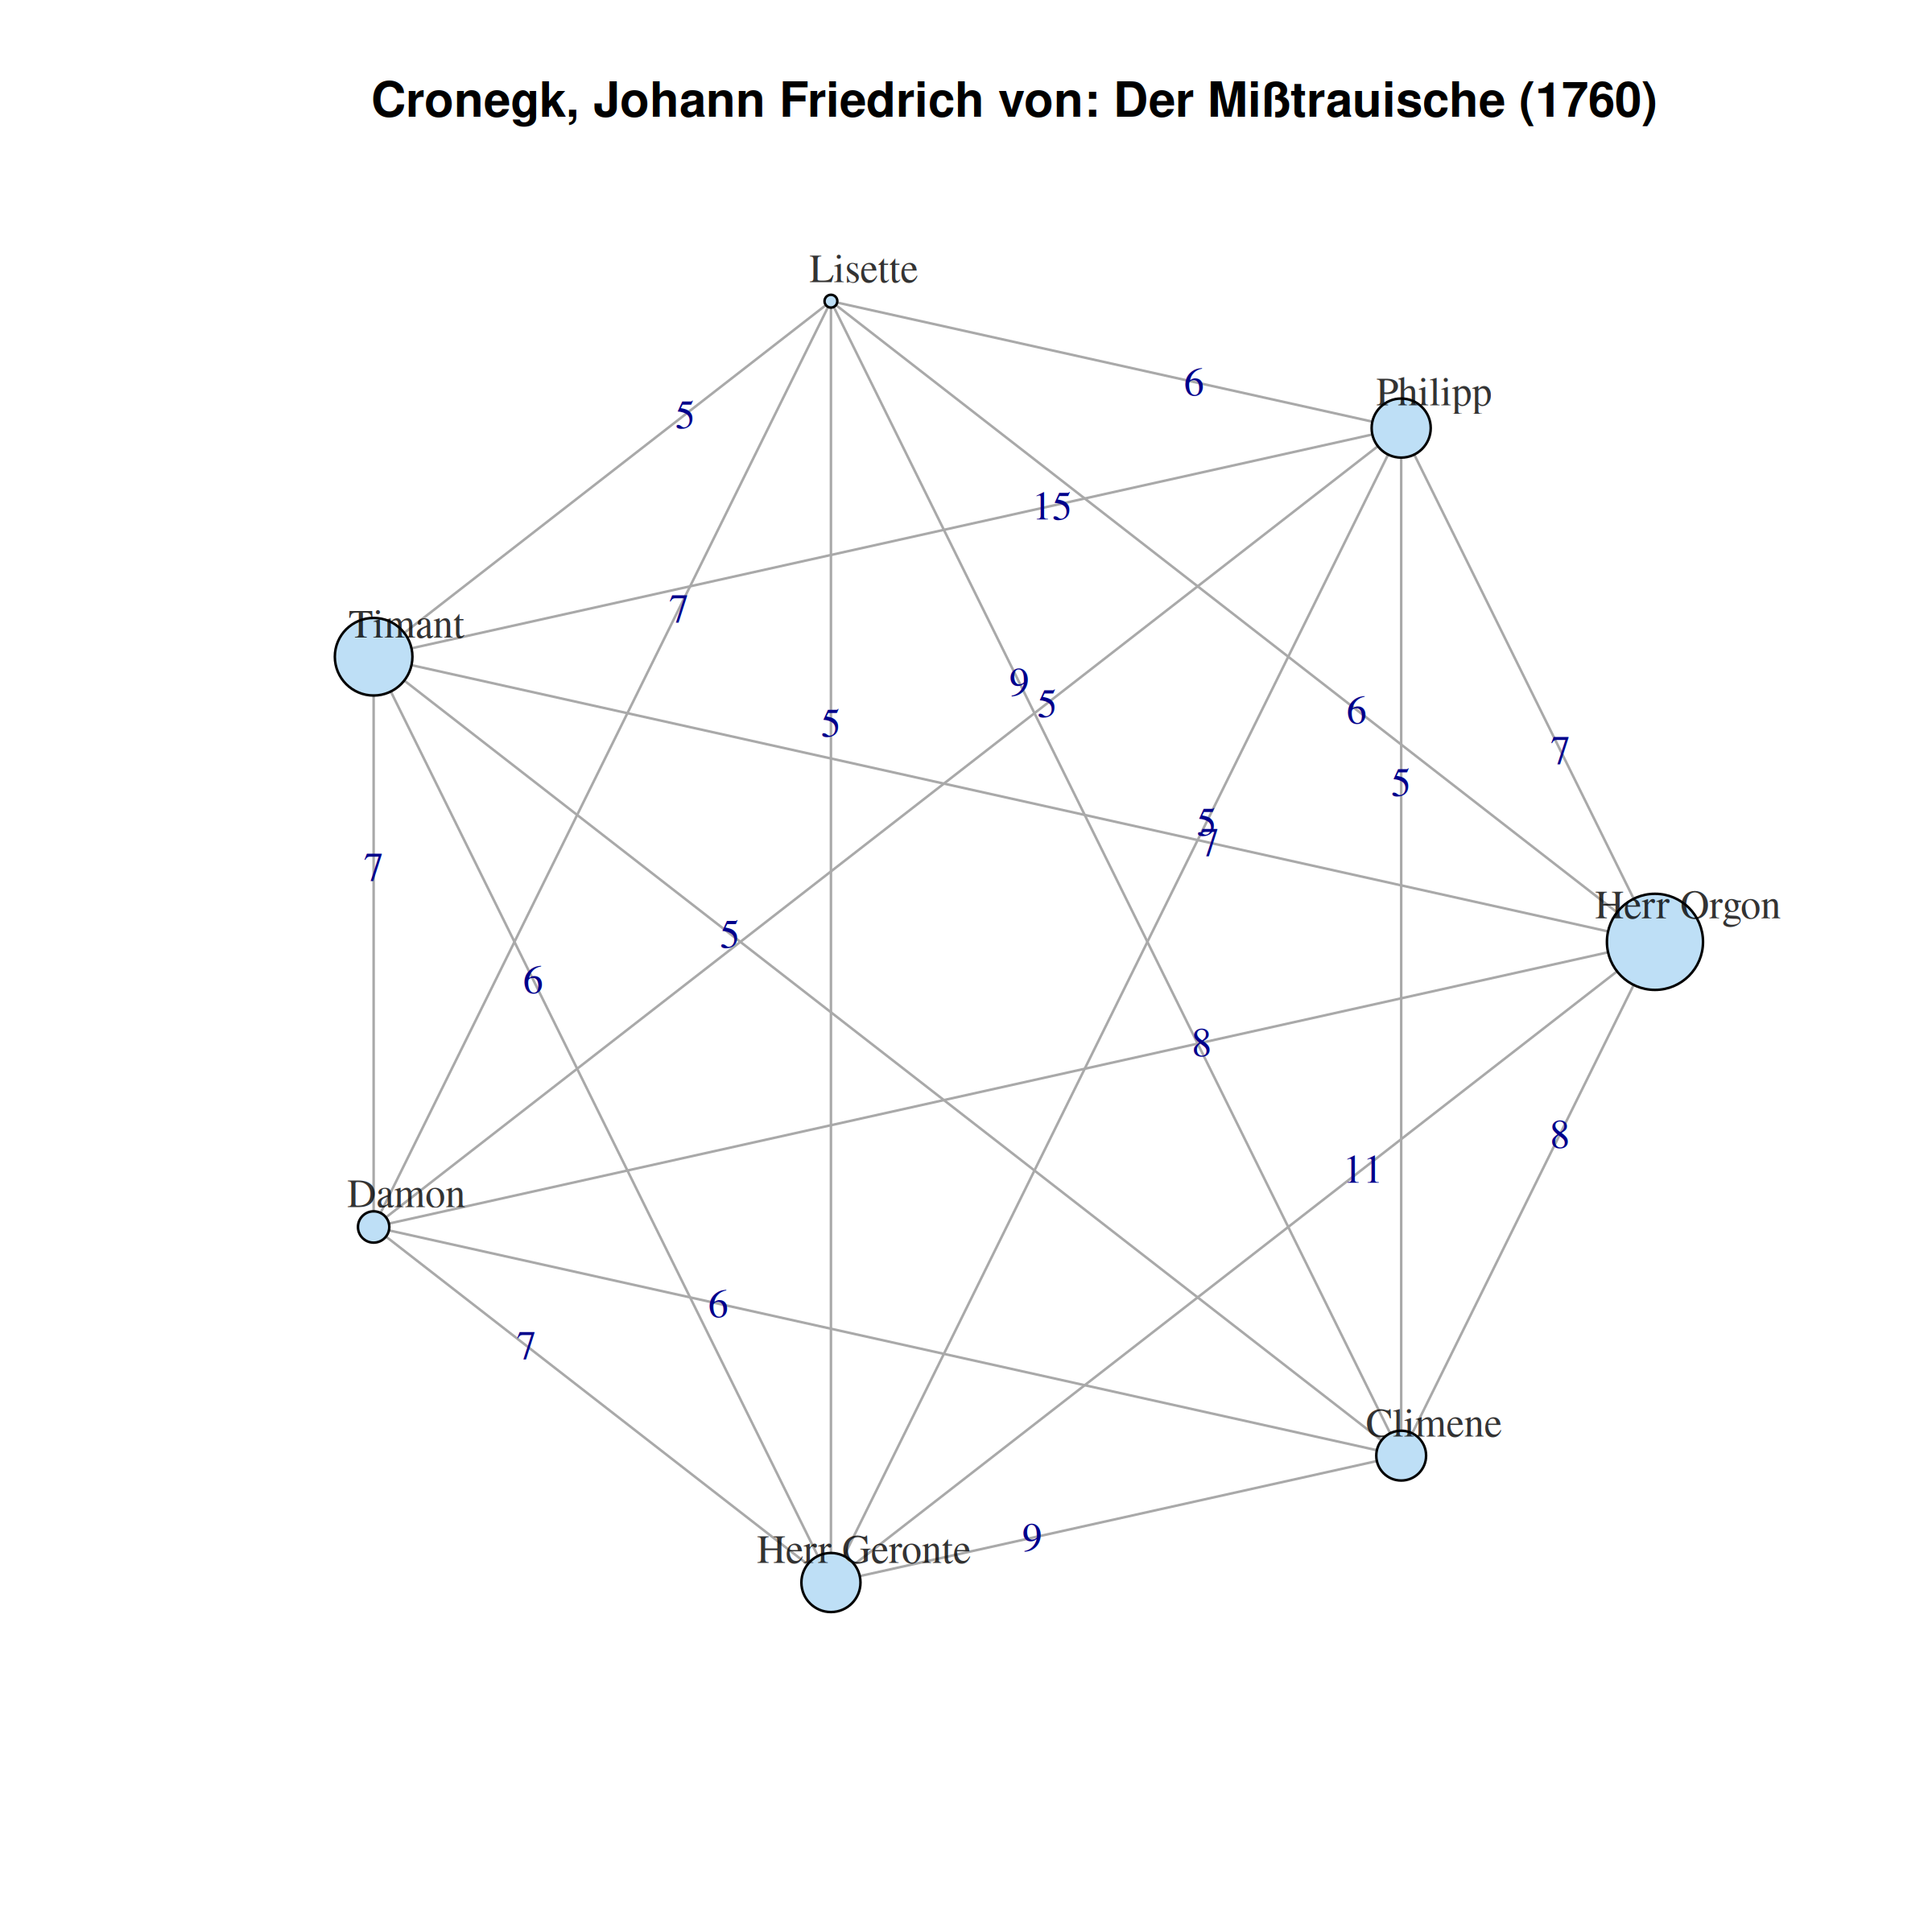 Cronegk, Johann Friedrich von: Der Mißtrauische (1760)
Lisette
6
Philipp
5
15
7
Timant
9
5
6
5
7
5
5
7
7
Herr Orgon
5
6
8
8
11
Damon
6
7
Climene
9
Herr Geronte